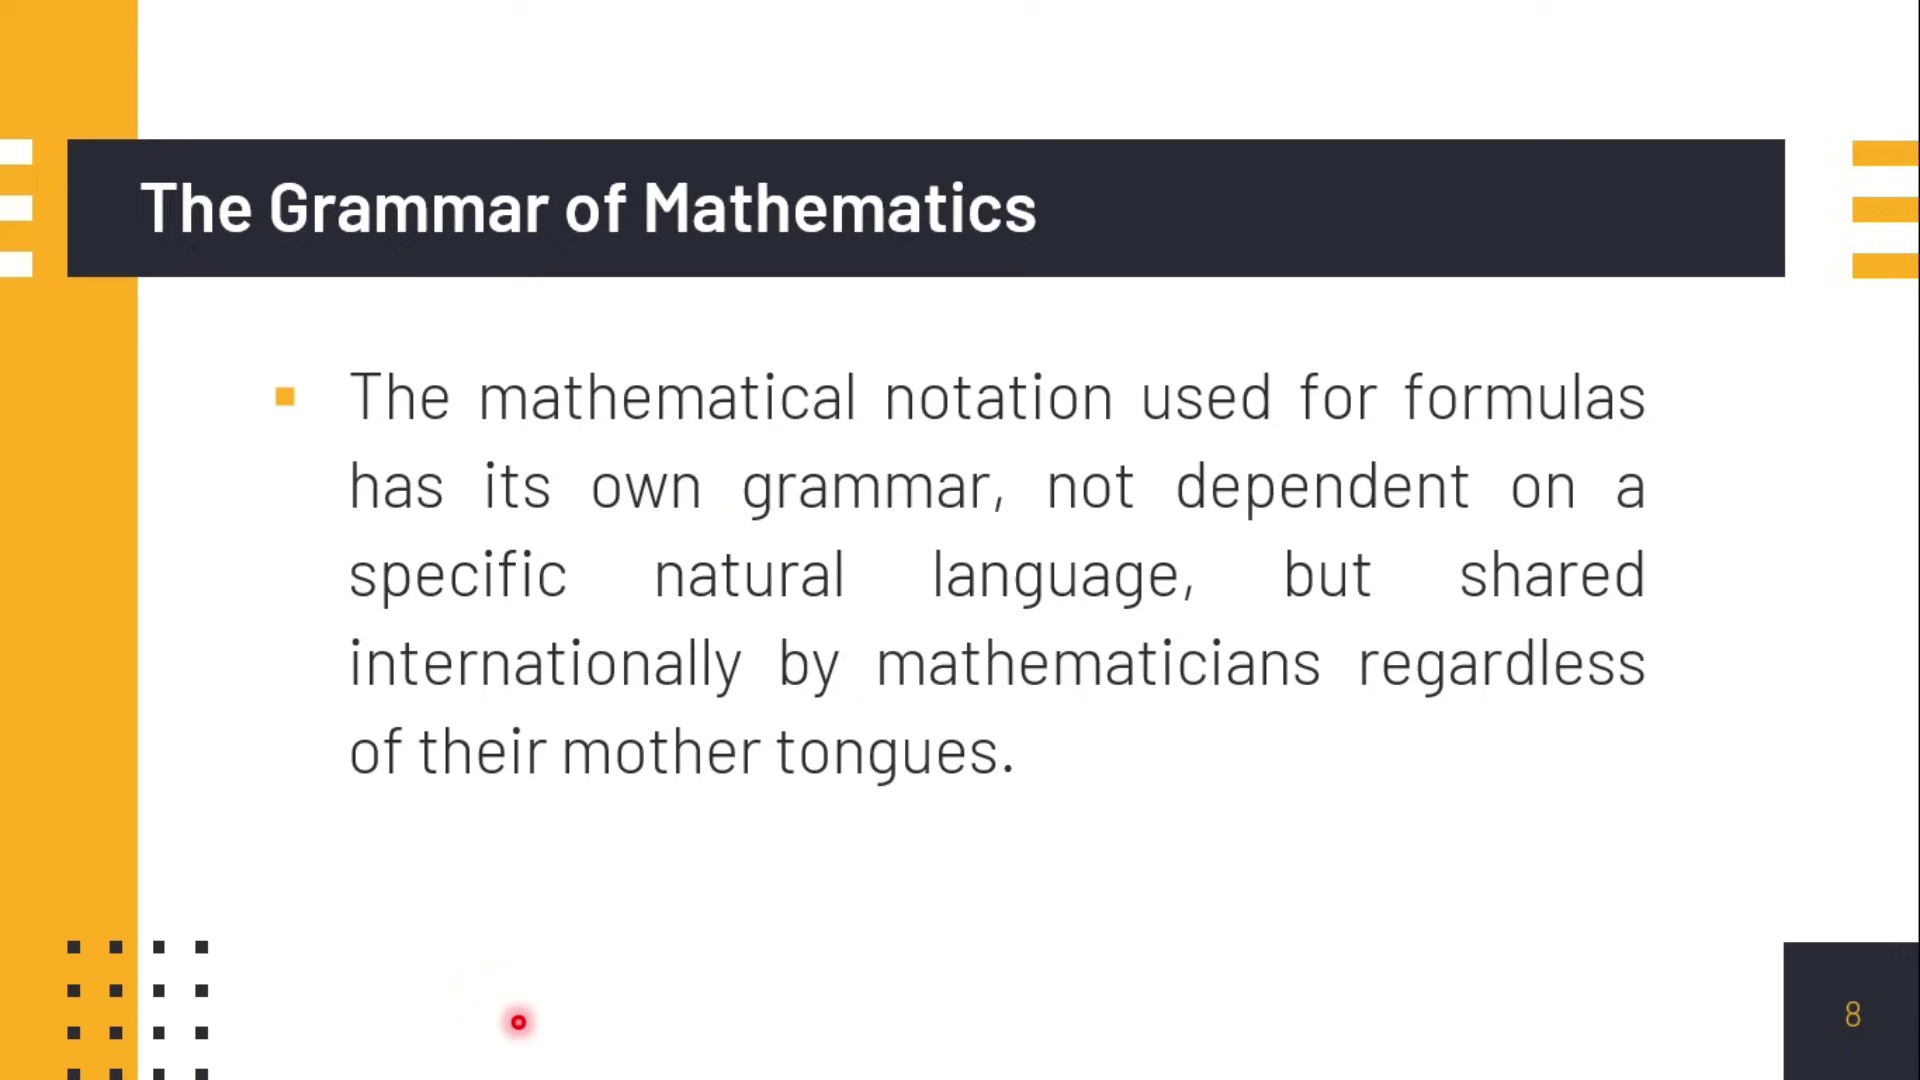 The Grammar of Mathematics
The mathematical notation used for formulas
has its own grammar, not dependent on a
specific natural language, but shared
internationally by mathematicians regardless
of their mother tongues.
8